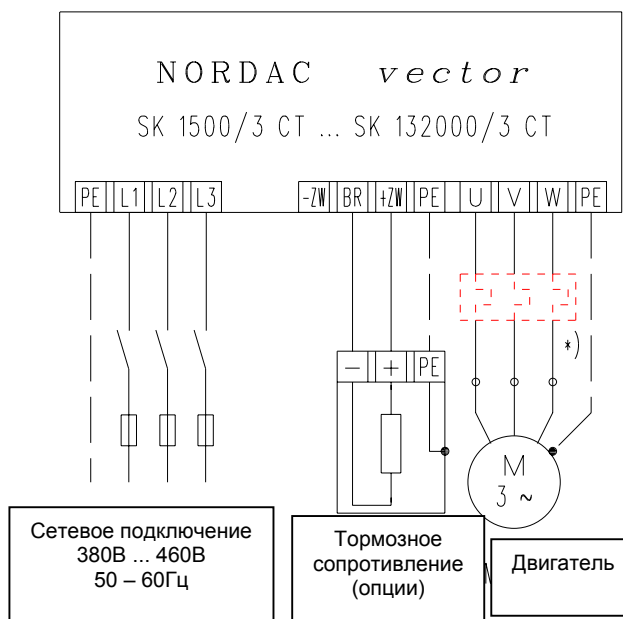 NORDAC vector
SK 1500/3 CT ... SK 132000/3 CT
PE L1 L2 L3 -ZW BR +ZW PE U V W PE
*)
− + PE
M
3 ~
Сетевое подключение
380В ... 460В
50 – 60Гц
Тормозное
сопротивление
(опции)
Двигатель